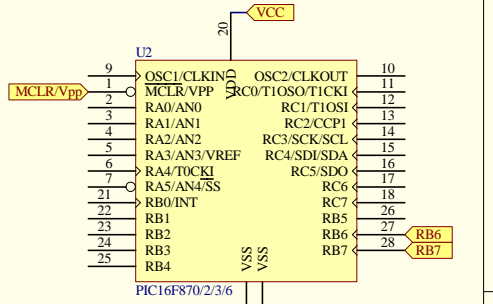 VCC
20
U2
9 OSC1/CLKIN VDD OSC2/CLKOUT 10
MCLR/Vpp 1 MCLR/VPP RC0/T1OSO/T1CKI 11
2 RA0/AN0 RC1/T1OSI 12
3 RA1/AN1 RC2/CCP1 13
4 RA2/AN2 RC3/SCK/SCL 14
5 RA3/AN3/VREF RC4/SDI/SDA 15
6 RA4/T0CKI RC5/SDO 16
7 RA5/AN4/SS RC6 17
21 RB0/INT RC7 18
22 RB1 RB5 26
23 RB2 RB6 27 RB6
24 RB3 RB7 28 RB7
25 RB4 VSS VSS
PIC16F870/2/3/6